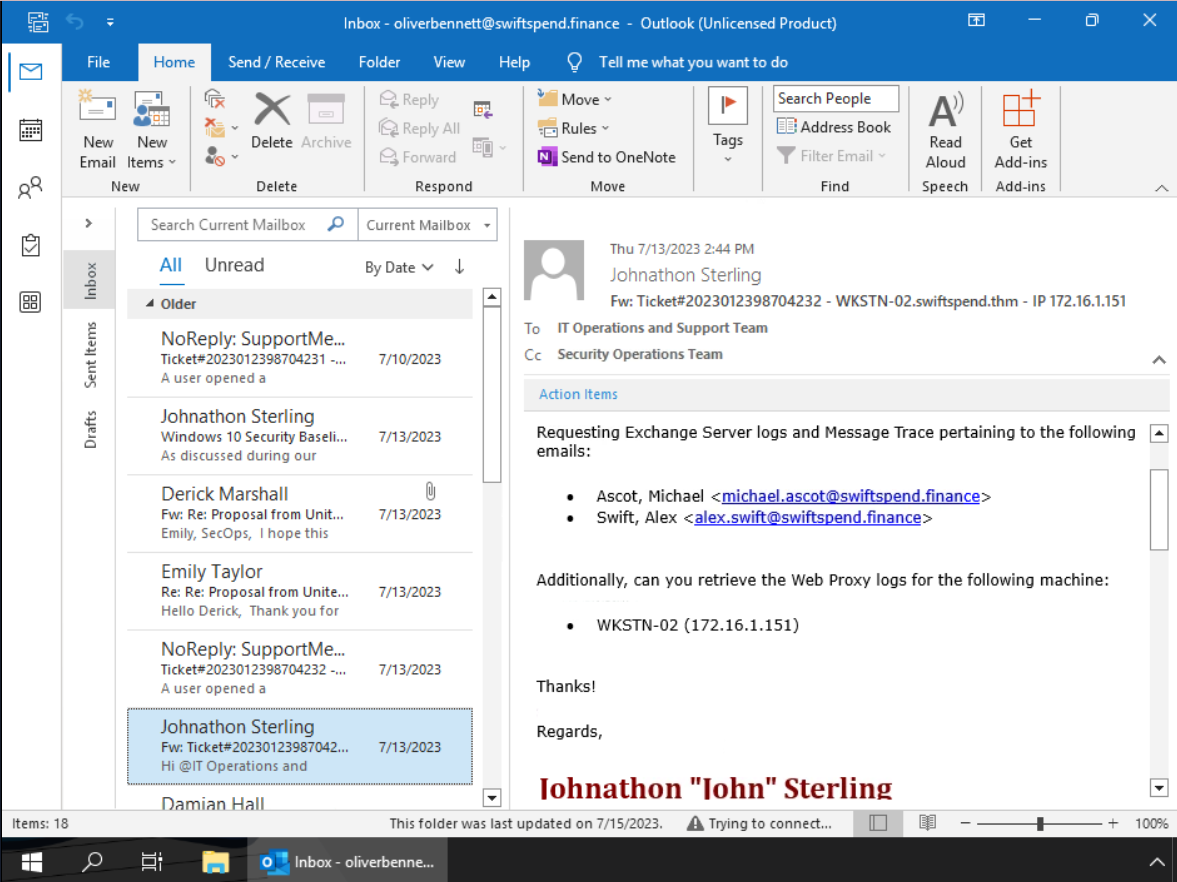 Inbox - oliverbennett@swiftspend.finance - Outlook (Unlicensed Product)
File Home Send / Receive Folder View Help Tell me what you want to do
New Email
New Items
New
Delete
Archive
Delete
Reply
Reply All
Forward
Respond
Move
Rules
Send to OneNote
Move
Tags
Search People
Address Book
Filter Email
Find
Read Aloud
Speech
Get Add-ins
Add-ins
Inbox
Sent Items
Drafts
Search Current Mailbox Current Mailbox
All Unread By Date
Older
NoReply: SupportMe...
Ticket#2023012398704231 -... 7/10/2023
A user opened a
Johnathon Sterling
Windows 10 Security Baseli... 7/13/2023
As discussed during our
Derick Marshall
Fw: Re: Proposal from Unit... 7/13/2023
Emily, SecOps, I hope this
Emily Taylor
Re: Re: Proposal from Unite... 7/13/2023
Hello Derick, Thank you for
NoReply: SupportMe...
Ticket#2023012398704232 -... 7/13/2023
A user opened a
Johnathon Sterling
Fw: Ticket#20230123987042... 7/13/2023
Hi @IT Operations and
Damian Hall
Thu 7/13/2023 2:44 PM
Johnathon Sterling
Fw: Ticket#2023012398704232 - WKSTN-02.swiftspend.thm - IP 172.16.1.151
To IT Operations and Support Team
Cc Security Operations Team
Action Items
Requesting Exchange Server logs and Message Trace pertaining to the following
emails:
• Ascot, Michael <michael.ascot@swiftspend.finance>
• Swift, Alex <alex.swift@swiftspend.finance>
Additionally, can you retrieve the Web Proxy logs for the following machine:
• WKSTN-02 (172.16.1.151)
Thanks!
Regards,
Johnathon "John" Sterling
Items: 18 This folder was last updated on 7/15/2023. Trying to connect... 100%
Inbox - oliverbenne...